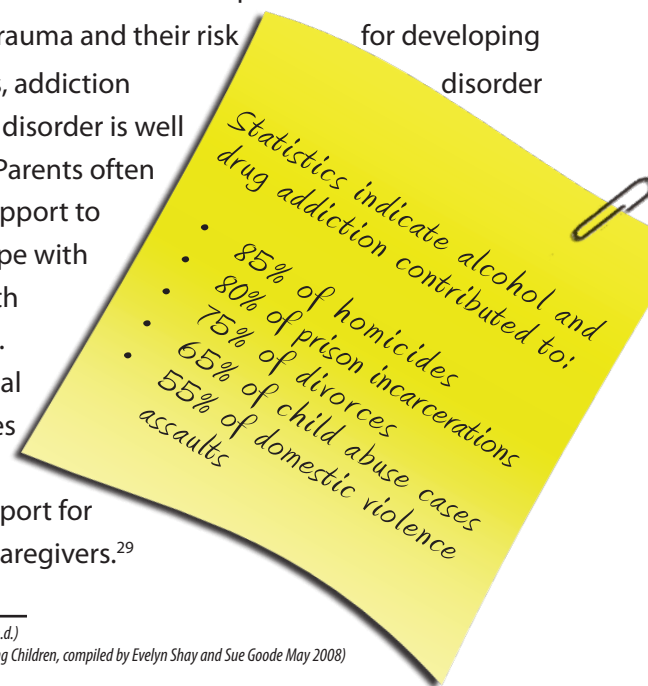 rauma and their risk for developing
, addiction disorder
disorder is well
Parents often
pport to
pe with
th
.
al
es
port for
aregivers.29
Statistics indicate alcohol and
drug addiction contributed to:
• 85% of homicides
• 80% of prison incarcerations
• 75% of divorces
• 65% of child abuse cases
• 55% of domestic violence
assaults
.d.)
ng Children, compiled by Evelyn Shay and Sue Goode May 2008)